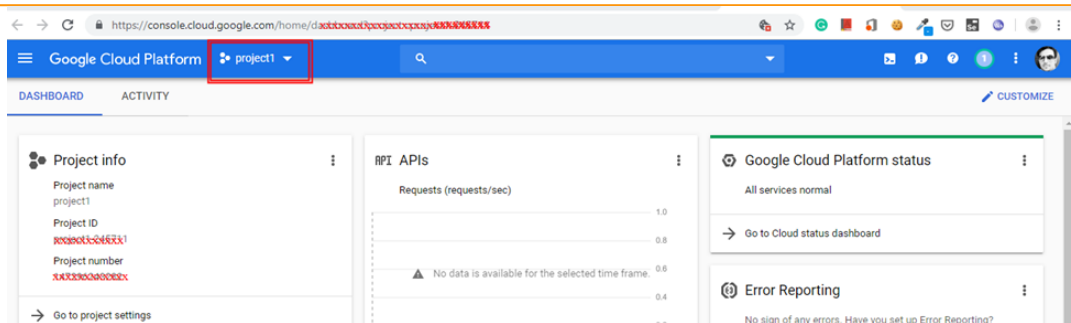 https://console.cloud.google.com/home/
Google Cloud Platform project1
DASHBOARD ACTIVITY CUSTOMIZE
Project info
Project name
project1
Project ID
Project number
Go to project settings
API APIs
Requests (requests/sec)
1.0
0.8
No data is available for the selected time frame. 0.6
0.4
Google Cloud Platform status
All services normal
Go to Cloud status dashboard
Error Reporting
No sign of any errors. Have you set up Error Reporting?